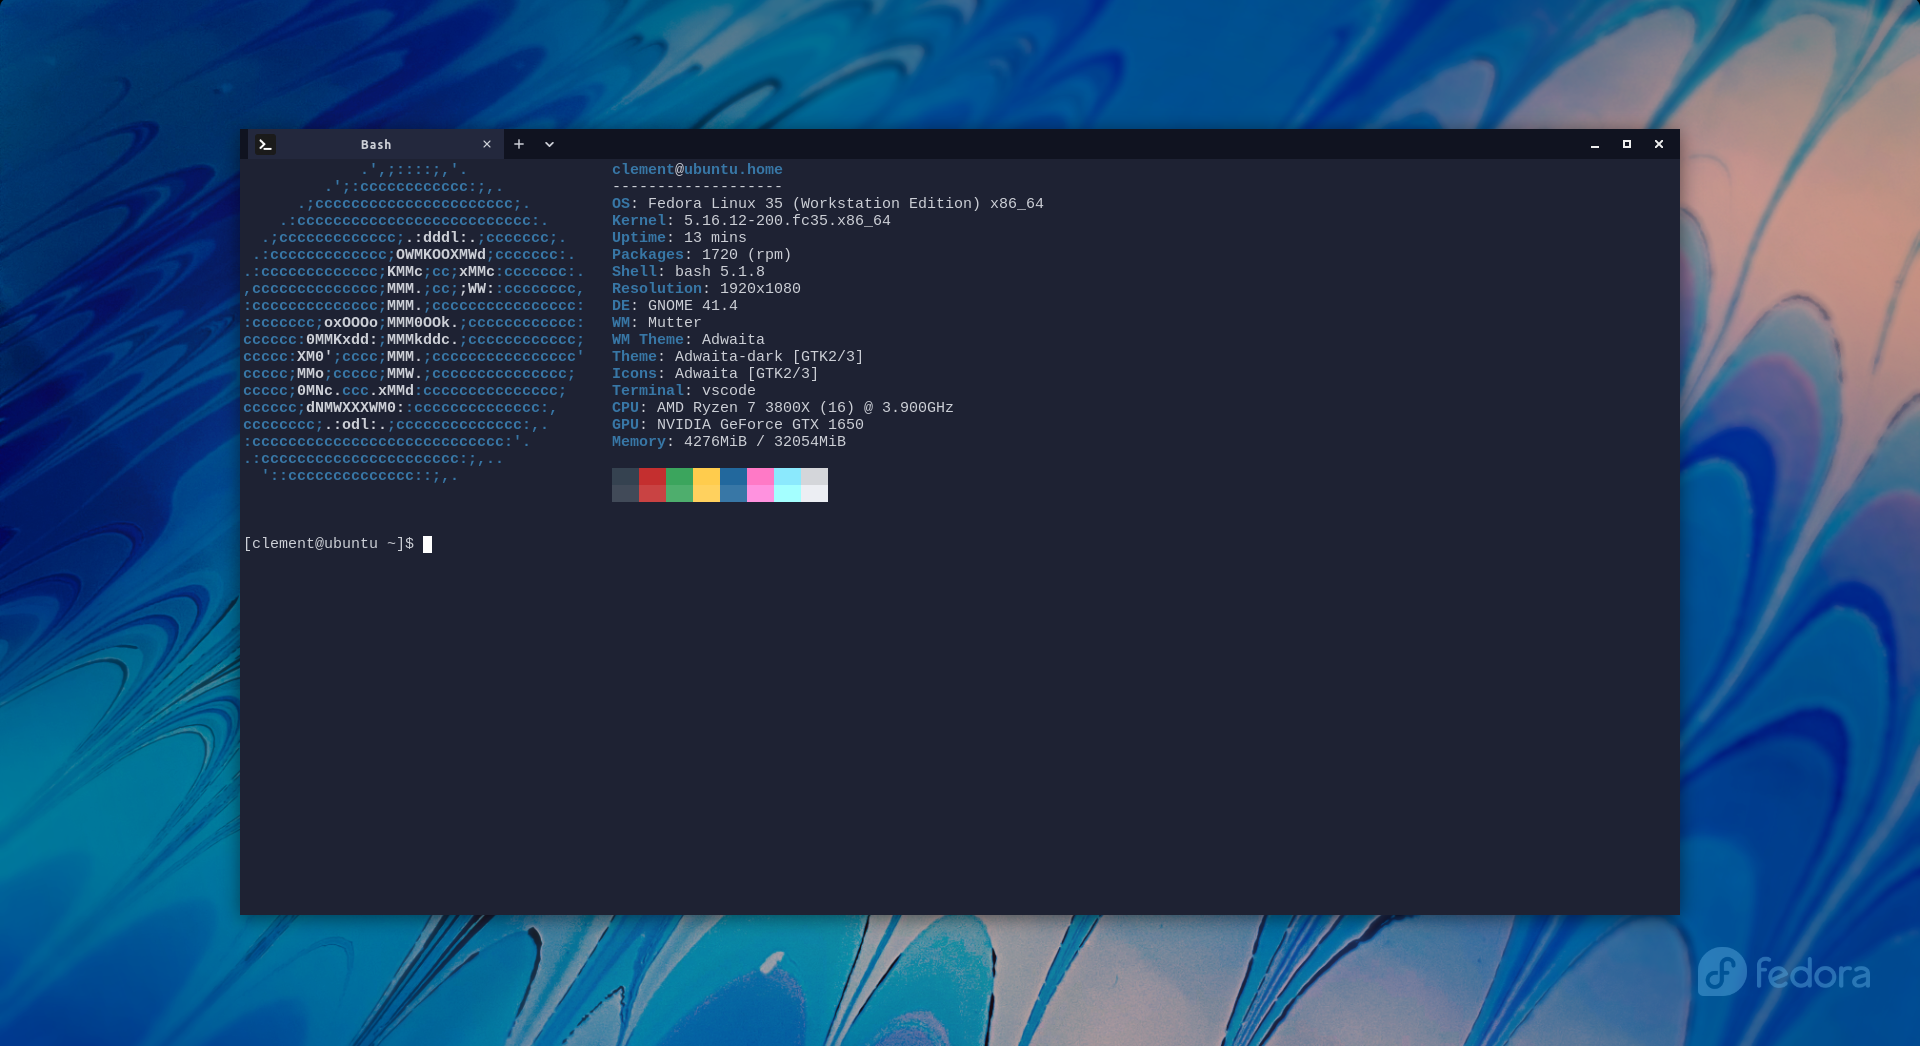 Bash
.',;::::;,'.
.';:cccccccccccc:;,.
.;cccccccccccccccccccccc;.
.:cccccccccccccccccccccccccc:.
.;ccccccccccccc;.:dddl:.;ccccccc;.
.:ccccccccccccc;OWMKOOXMWd;ccccccc:.
.:ccccccccccccc;KMMc;cc;xMMc:ccccccc:.
,cccccccccccccc;MMM.;cc;;WW::cccccccc,
:cccccccccccccc;MMM.;cccccccccccccccc:
:ccccccc;oxOOOo;MMM0OOk.;cccccccccccc:
cccccc:0MMKxdd:;MMMkddc.;cccccccccccc;
ccccc:XM0';cccc;MMM.;cccccccccccccccc'
ccccc;MMo;ccccc;MMW.;ccccccccccccccc;
ccccc;0MNc.ccc.xMMd:ccccccccccccccc;
cccccc;dNMWXXXWM0::cccccccccccccc:,
cccccccc;.:odl:.;cccccccccccccc:,.
:cccccccccccccccccccccccccccc:'.
.:cccccccccccccccccccccc:;,..
'::cccccccccccccc::;,.
clement@ubuntu.home
-------------------
OS: Fedora Linux 35 (Workstation Edition) x86_64
Kernel: 5.16.12-200.fc35.x86_64
Uptime: 13 mins
Packages: 1720 (rpm)
Shell: bash 5.1.8
Resolution: 1920x1080
DE: GNOME 41.4
WM: Mutter
WM Theme: Adwaita
Theme: Adwaita-dark [GTK2/3]
Icons: Adwaita [GTK2/3]
Terminal: vscode
CPU: AMD Ryzen 7 3800X (16) @ 3.900GHz
GPU: NVIDIA GeForce GTX 1650
Memory: 4276MiB / 32054MiB
[clement@ubuntu ~]$
fedora